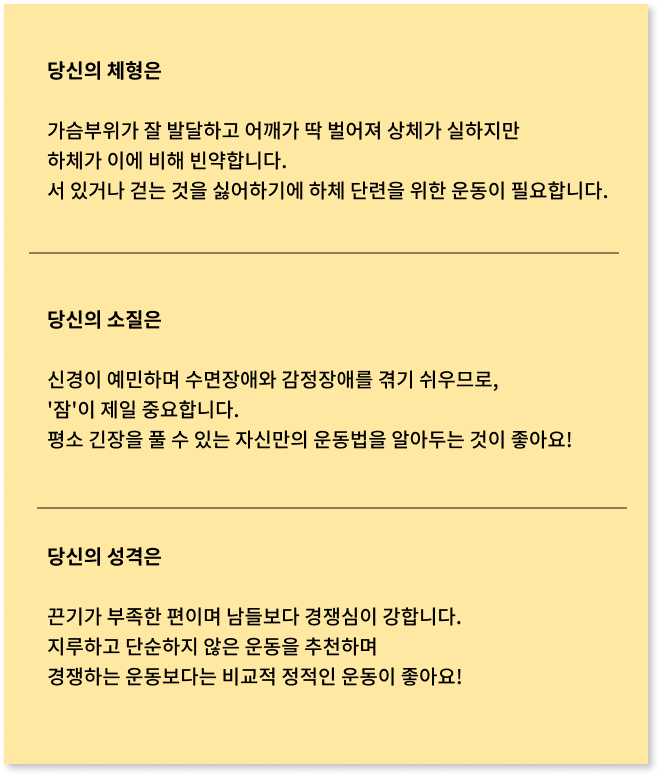 당신의 체형은
가슴부위가 잘 발달하고 어깨가 딱 벌어져 상체가 실하지만
하체가 이에 비해 빈약합니다.
서 있거나 걷는 것을 싫어하기에 하체 단련을 위한 운동이 필요합니다.
당신의 소질은
신경이 예민하며 수면장애와 감정장애를 겪기 쉬우므로,
'잠'이 제일 중요합니다.
평소 긴장을 풀 수 있는 자신만의 운동법을 알아두는 것이 좋아요!
당신의 성격은
끈기가 부족한 편이며 남들보다 경쟁심이 강합니다.
지루하고 단순하지 않은 운동을 추천하며
경쟁하는 운동보다는 비교적 정적인 운동이 좋아요!